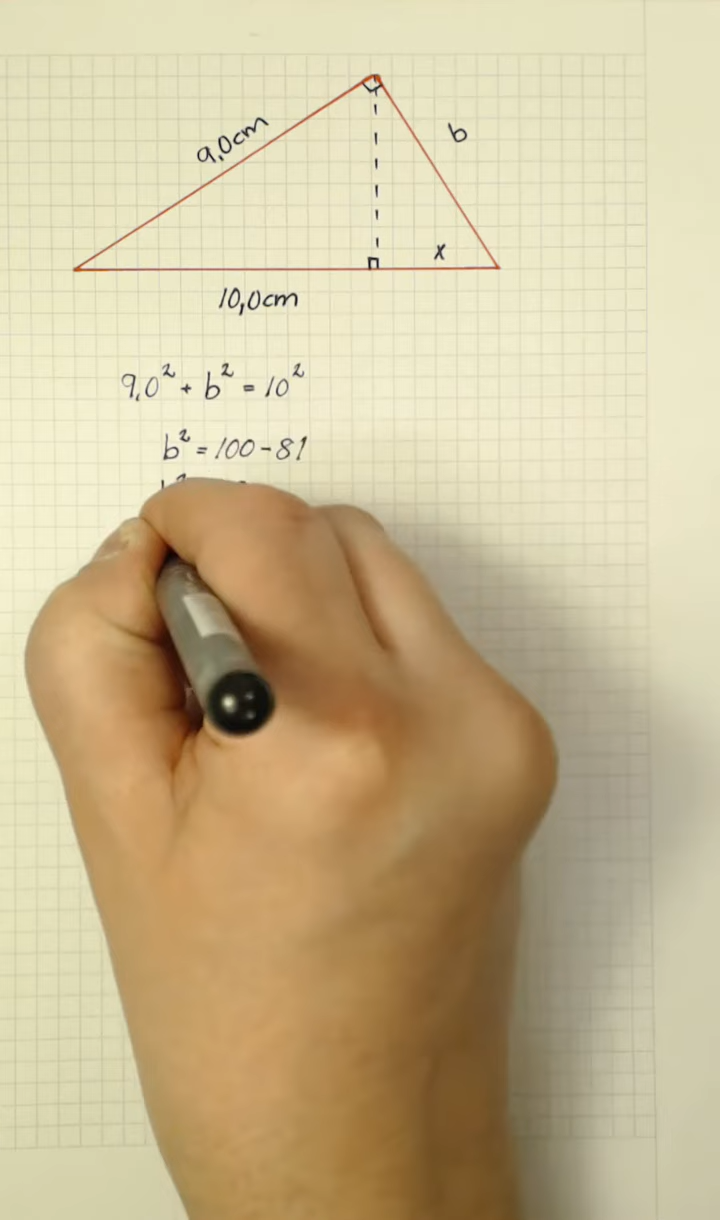 9,0cm
b
x
10,0cm
9,0² + b² = 10²
b² = 100 - 81